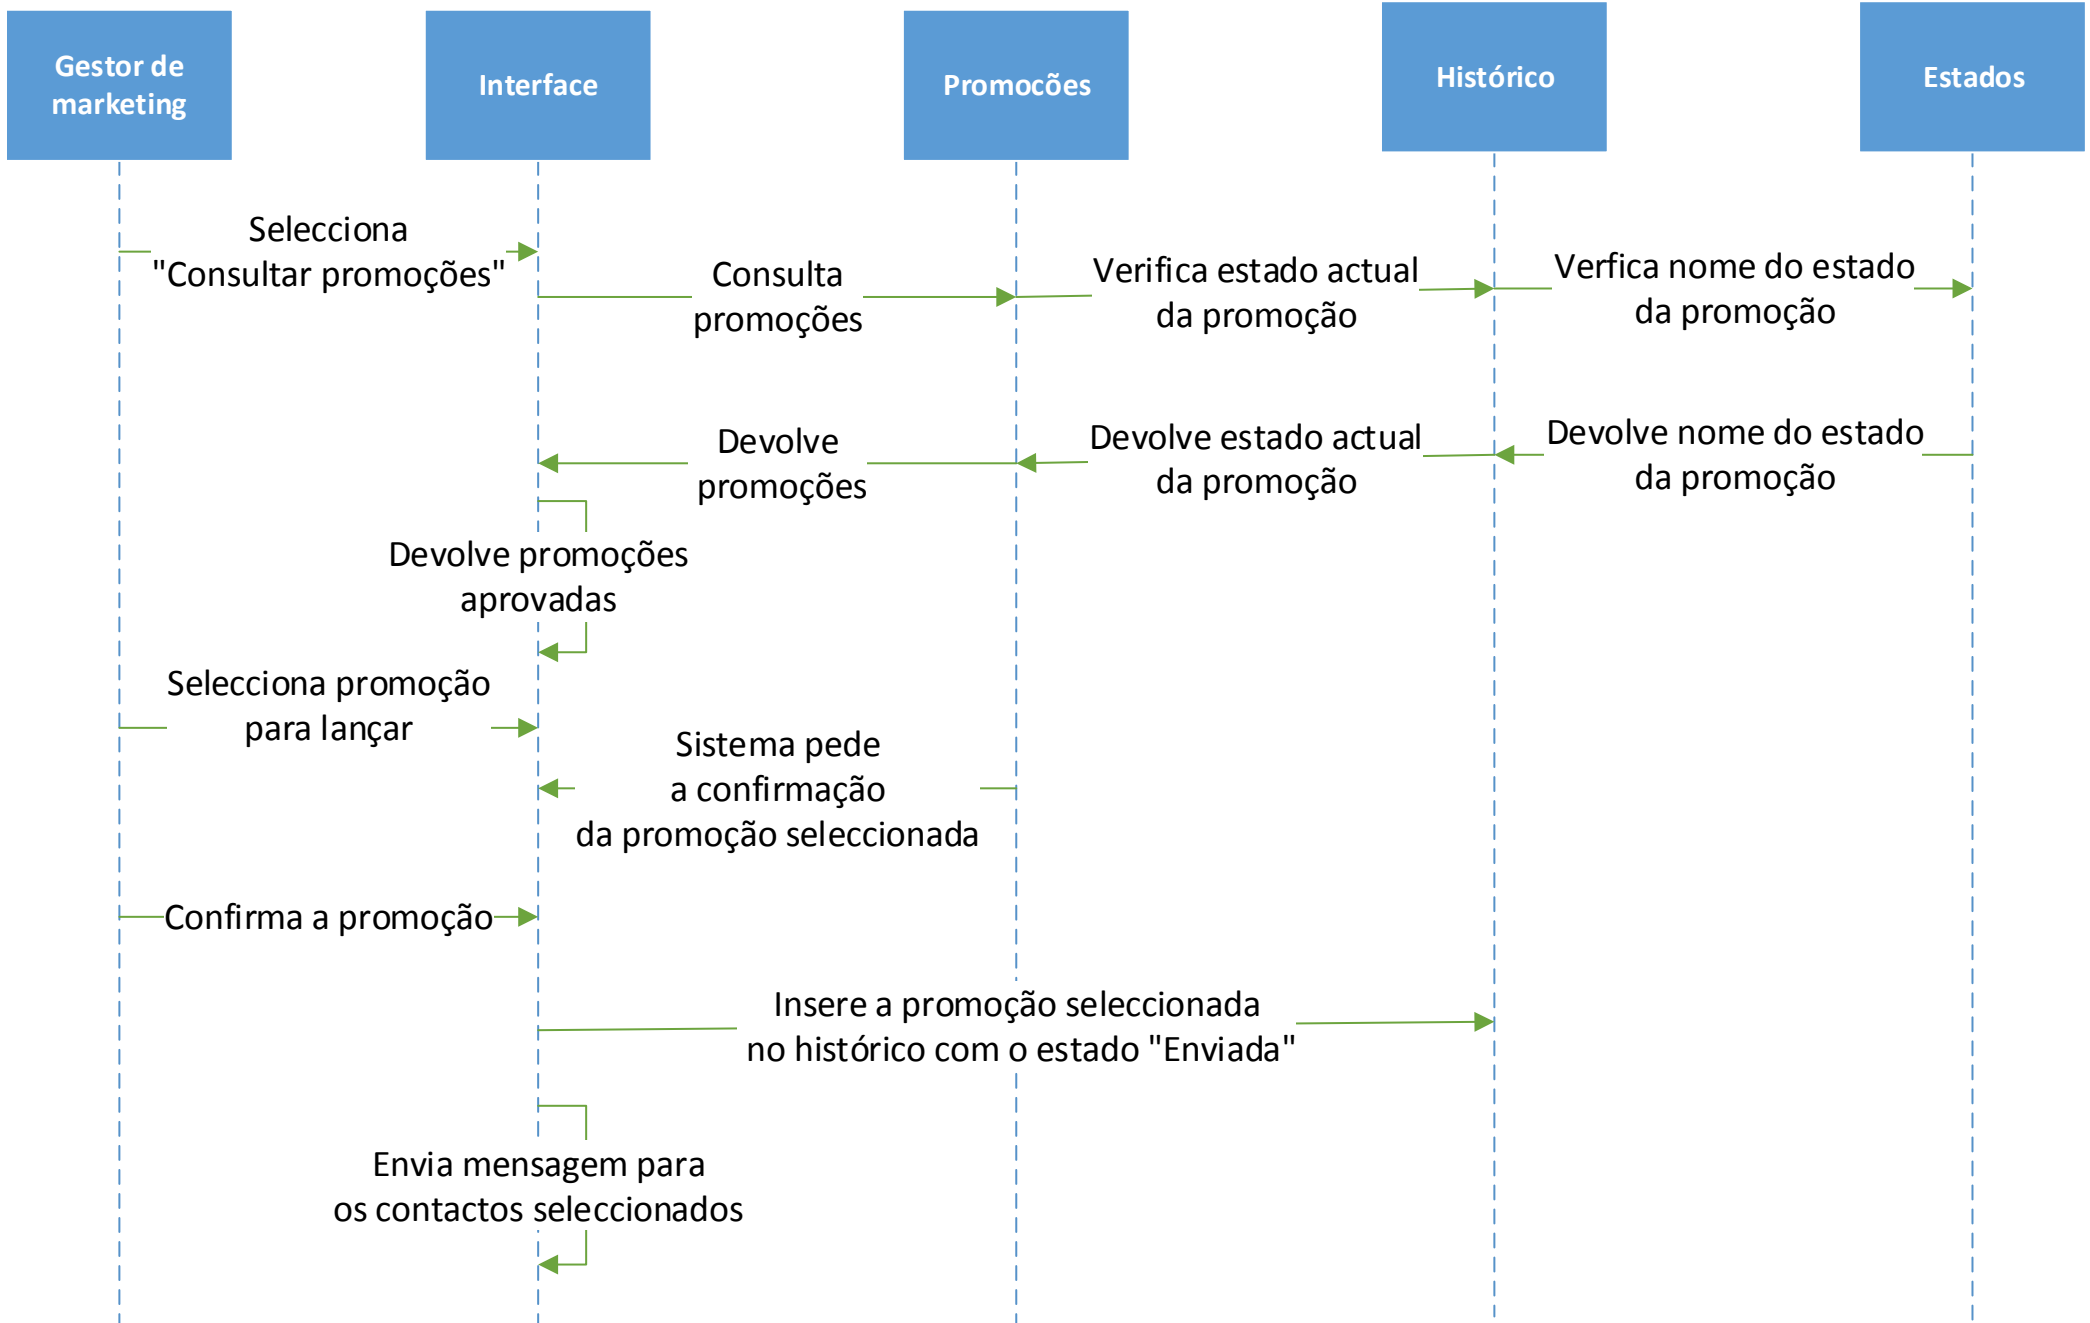 Gestor de
marketing
Interface
Promocões
Histórico
Estados
Selecciona
"Consultar promoções"
Consulta
promoções
Verifica estado actual
da promoção
Verfica nome do estado
da promoção
Devolve
promoções
Devolve estado actual
da promoção
Devolve nome do estado
da promoção
Devolve promoções
aprovadas
Selecciona promoção
para lançar
Sistema pede
a confirmação
da promoção seleccionada
Confirma a promoção
Insere a promoção seleccionada
no histórico com o estado "Enviada"
Envia mensagem para
os contactos seleccionados